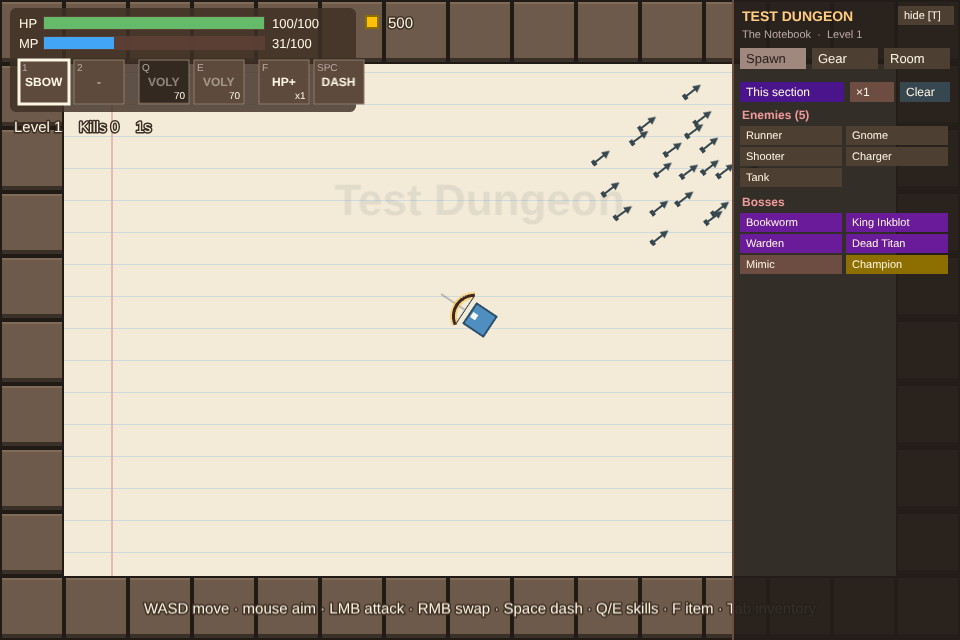 HP 100/100 500
MP 31/100
1 SBOW 2 - Q VOLY 70 E VOLY 70 F HP+ x1 SPC DASH
Level 1 Kills 0 1s
Test Dungeon
TEST DUNGEON hide [T]
The Notebook · Level 1
Spawn Gear Room
This section ×1 Clear
Enemies (5)
Runner Gnome
Shooter Charger
Tank
Bosses
Bookworm King Inkblot
Warden Dead Titan
Mimic Champion
WASD move · mouse aim · LMB attack · RMB swap · Space dash · Q/E skills · F item · Tab inventory